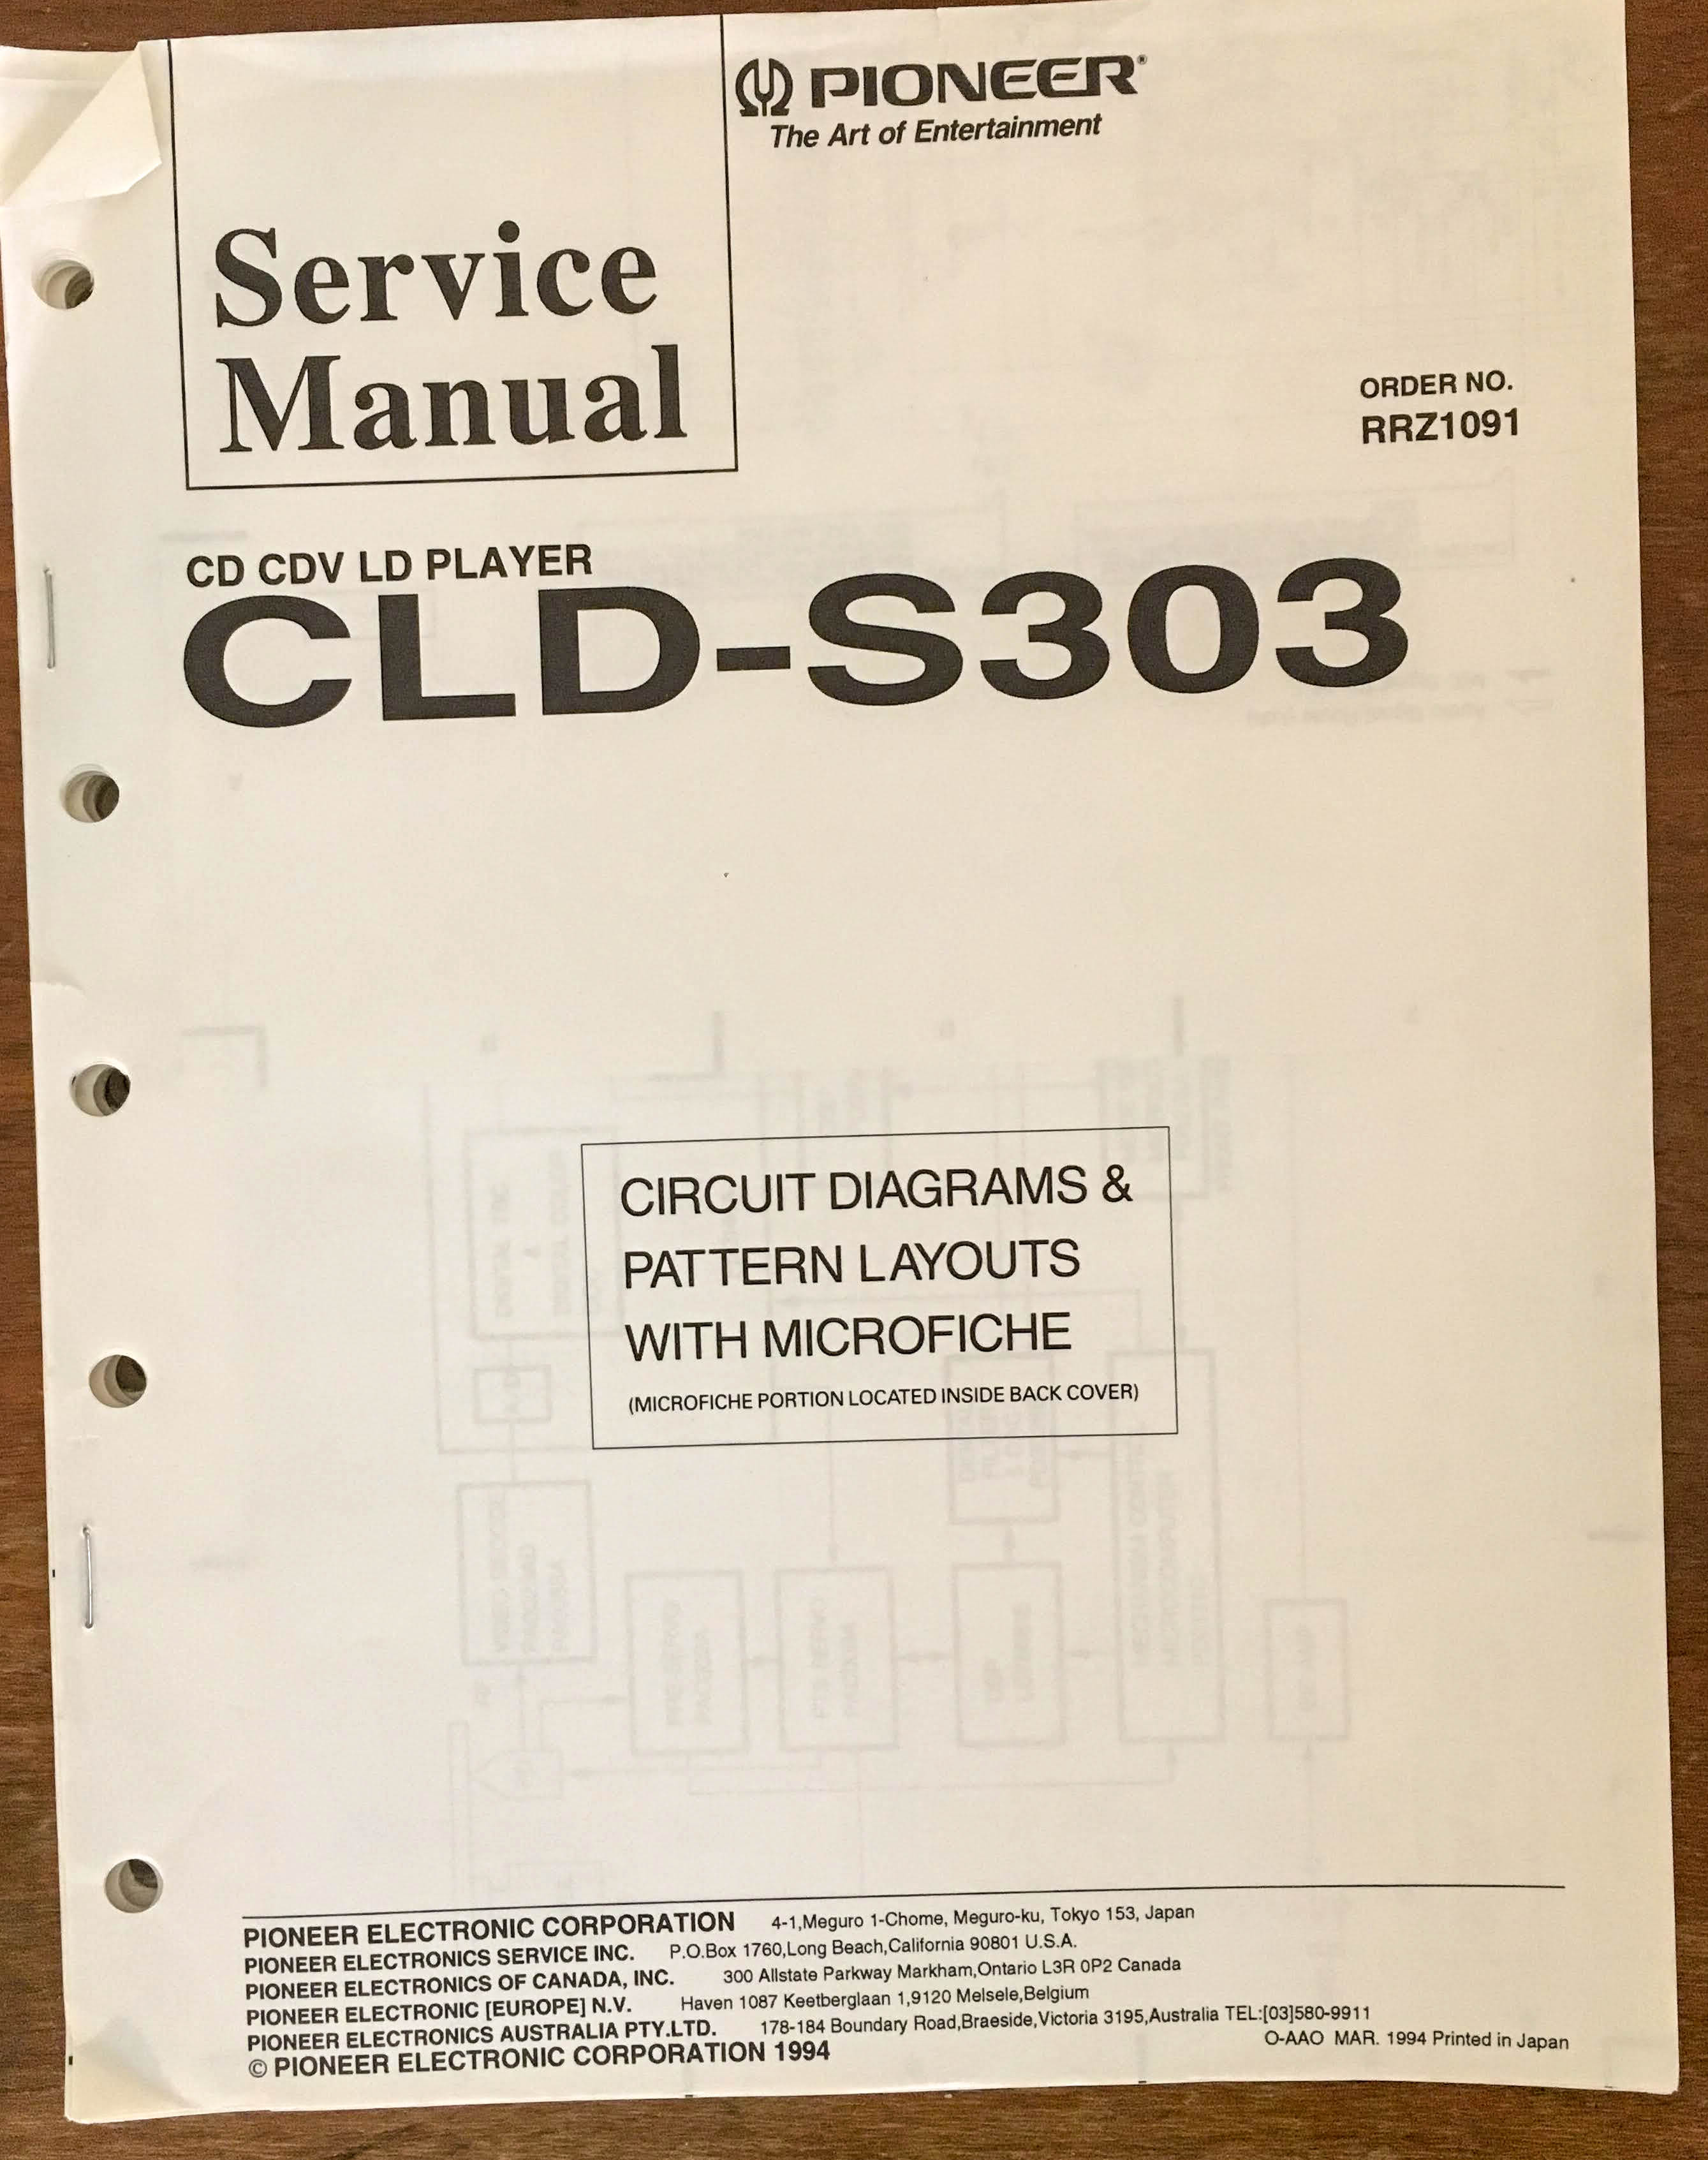 PIONEER®
The Art of Entertainment
Service
Manual
ORDER NO.
RRZ1091
CD CDV LD PLAYER
CLD-S303
CIRCUIT DIAGRAMS &
PATTERN LAYOUTS
WITH MICROFICHE
(MICROFICHE PORTION LOCATED INSIDE BACK COVER)
PIONEER ELECTRONIC CORPORATION 4-1,Meguro 1-Chome, Meguro-ku, Tokyo 153, Japan
PIONEER ELECTRONICS SERVICE INC. P.O.Box 1760,Long Beach,California 90801 U.S.A.
PIONEER ELECTRONICS OF CANADA, INC. 300 Allstate Parkway Markham,Ontario L3R 0P2 Canada
PIONEER ELECTRONIC [EUROPE] N.V. Haven 1087 Keetberglaan 1,9120 Melsele,Belgium
PIONEER ELECTRONICS AUSTRALIA PTY.LTD. 178-184 Boundary Road,Braeside,Victoria 3195,Australia TEL:[03]580-9911
© PIONEER ELECTRONIC CORPORATION 1994
O-AAO MAR. 1994 Printed in Japan